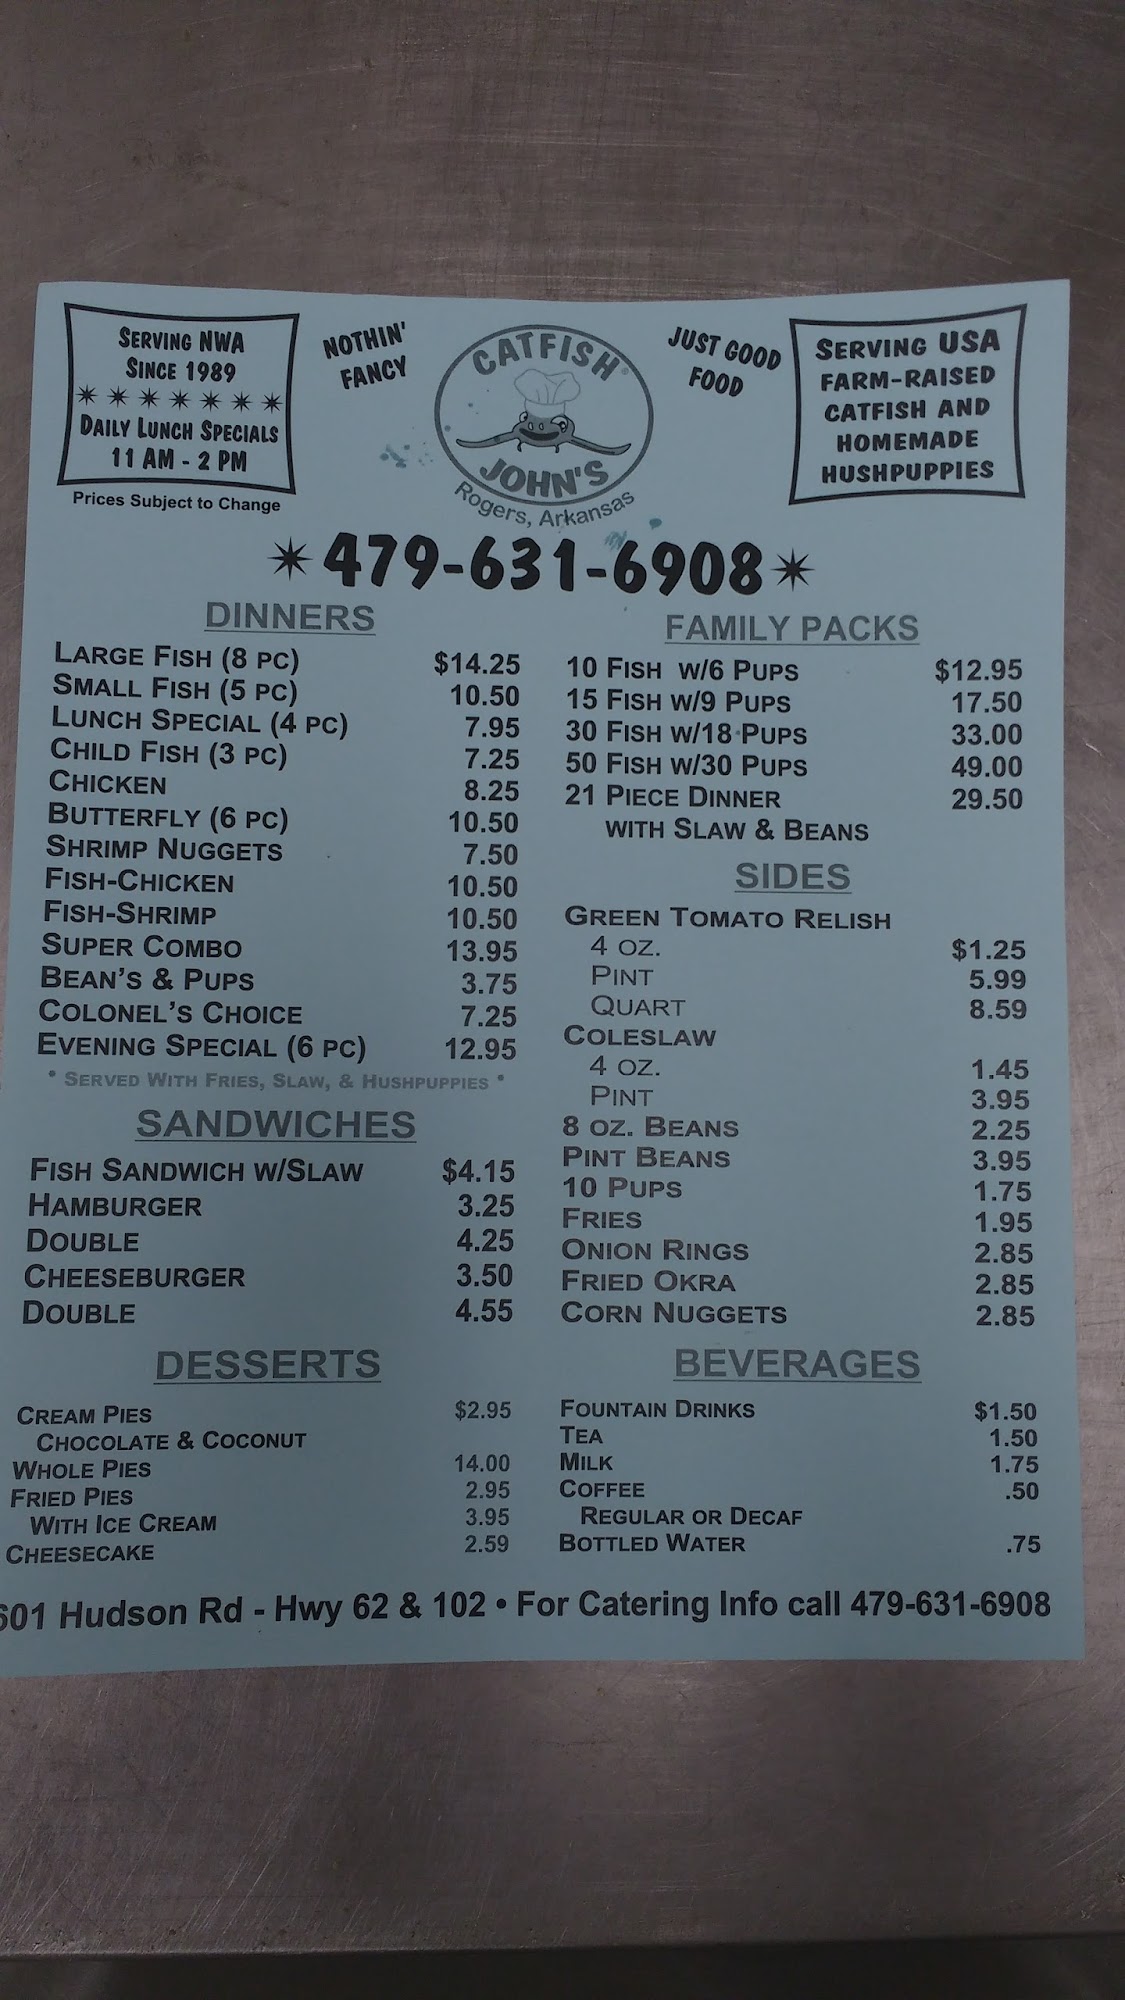 SERVING NWA
SINCE 1989
DAILY LUNCH SPECIALS
11 AM - 2 PM
Prices Subject to Change
NOTHIN'
FANCY
CATFISH®
JOHN'S
Rogers, Arkansas
JUST GOOD
FOOD
SERVING USA
FARM-RAISED
CATFISH AND
HOMEMADE
HUSHPUPPIES
479-631-6908
DINNERS
LARGE FISH (8 PC) $14.25
SMALL FISH (5 PC) 10.50
LUNCH SPECIAL (4 PC) 7.95
CHILD FISH (3 PC) 7.25
CHICKEN 8.25
BUTTERFLY (6 PC) 10.50
SHRIMP NUGGETS 7.50
FISH-CHICKEN 10.50
FISH-SHRIMP 10.50
SUPER COMBO 13.95
BEAN'S & PUPS 3.75
COLONEL'S CHOICE 7.25
EVENING SPECIAL (6 PC) 12.95
* SERVED WITH FRIES, SLAW, & HUSHPUPPIES *
SANDWICHES
FISH SANDWICH W/SLAW $4.15
HAMBURGER 3.25
DOUBLE 4.25
CHEESEBURGER 3.50
DOUBLE 4.55
DESSERTS
CREAM PIES $2.95
CHOCOLATE & COCONUT
WHOLE PIES 14.00
FRIED PIES 2.95
WITH ICE CREAM 3.95
CHEESECAKE 2.59
FAMILY PACKS
10 FISH W/6 PUPS $12.95
15 FISH W/9 PUPS 17.50
30 FISH W/18 PUPS 33.00
50 FISH W/30 PUPS 49.00
21 PIECE DINNER 29.50
WITH SLAW & BEANS
SIDES
GREEN TOMATO RELISH
4 OZ. $1.25
PINT 5.99
QUART 8.59
COLESLAW
4 OZ. 1.45
PINT 3.95
8 OZ. BEANS 2.25
PINT BEANS 3.95
10 PUPS 1.75
FRIES 1.95
ONION RINGS 2.85
FRIED OKRA 2.85
CORN NUGGETS 2.85
BEVERAGES
FOUNTAIN DRINKS $1.50
TEA 1.50
MILK 1.75
COFFEE .50
REGULAR OR DECAF
BOTTLED WATER .75
601 Hudson Rd - Hwy 62 & 102 • For Catering Info call 479-631-6908